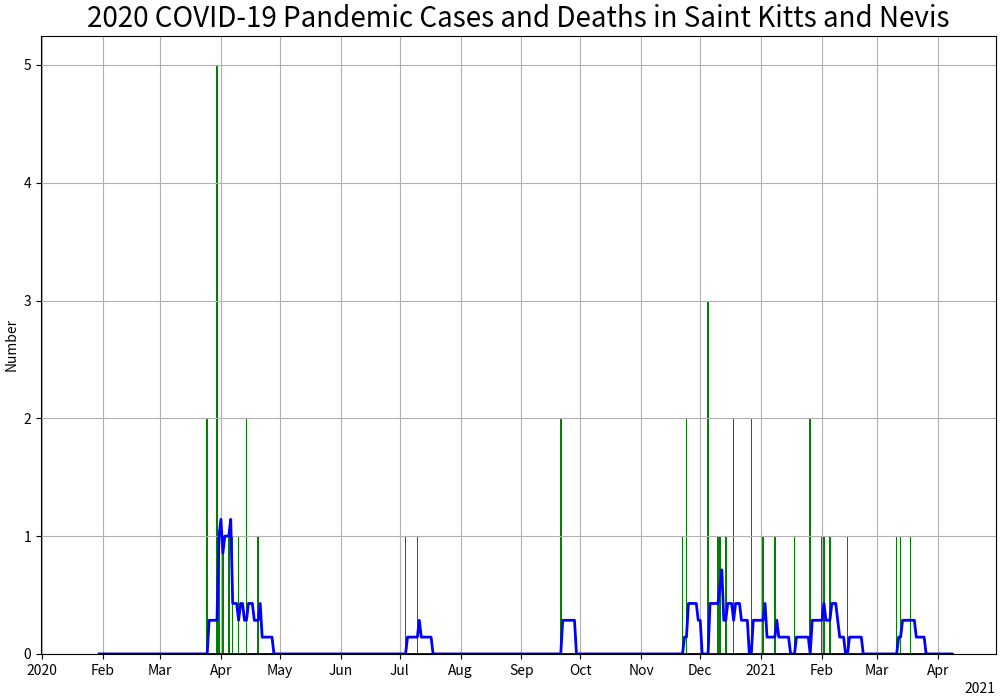 2020 COVID-19 Pandemic Cases and Deaths in Saint Kitts and Nevis
5
4
3
2
1
0
Number
2020 Feb Mar Apr May Jun Jul Aug Sep Oct Nov Dec 2021 Feb Mar Apr
2021